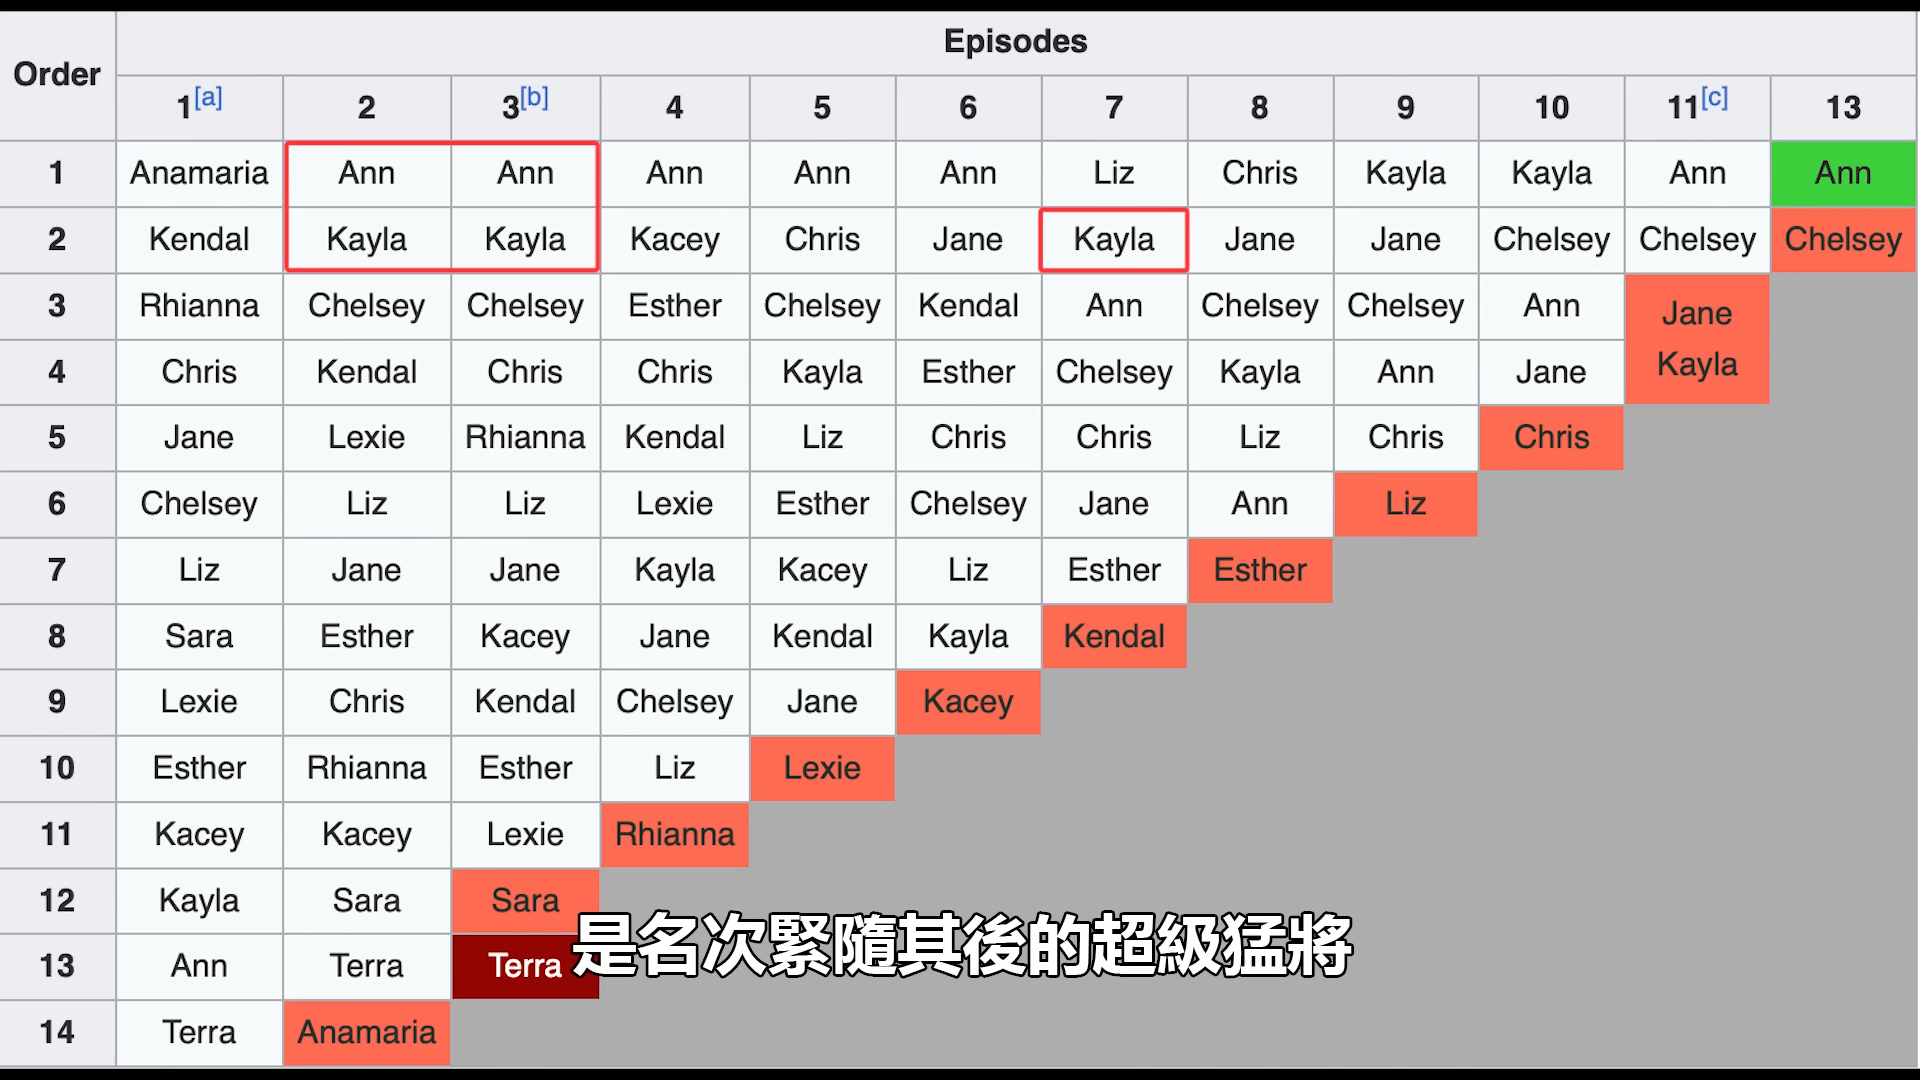 Order Episodes
1[a] 2 3[b] 4 5 6 7 8 9 10 11[c] 13
1 Anamaria Ann Ann Ann Ann Ann Liz Chris Kayla Kayla Ann Ann
2 Kendal Kayla Kayla Kacey Chris Jane Kayla Jane Jane Chelsey Chelsey Chelsey
3 Rhianna Chelsey Chelsey Esther Chelsey Kendal Ann Chelsey Chelsey Ann Jane
4 Chris Kendal Chris Chris Kayla Esther Chelsey Kayla Ann Jane Kayla
5 Jane Lexie Rhianna Kendal Liz Chris Chris Liz Chris Chris
6 Chelsey Liz Liz Lexie Esther Chelsey Jane Ann Liz
7 Liz Jane Jane Kayla Kacey Liz Esther Esther
8 Sara Esther Kacey Jane Kendal Kayla Kendal
9 Lexie Chris Kendal Chelsey Jane Kacey
10 Esther Rhianna Esther Liz Lexie
11 Kacey Kacey Lexie Rhianna
12 Kayla Sara Sara
13 Ann Terra Terra
是名次緊隨其後的超級猛將
14 Terra Anamaria